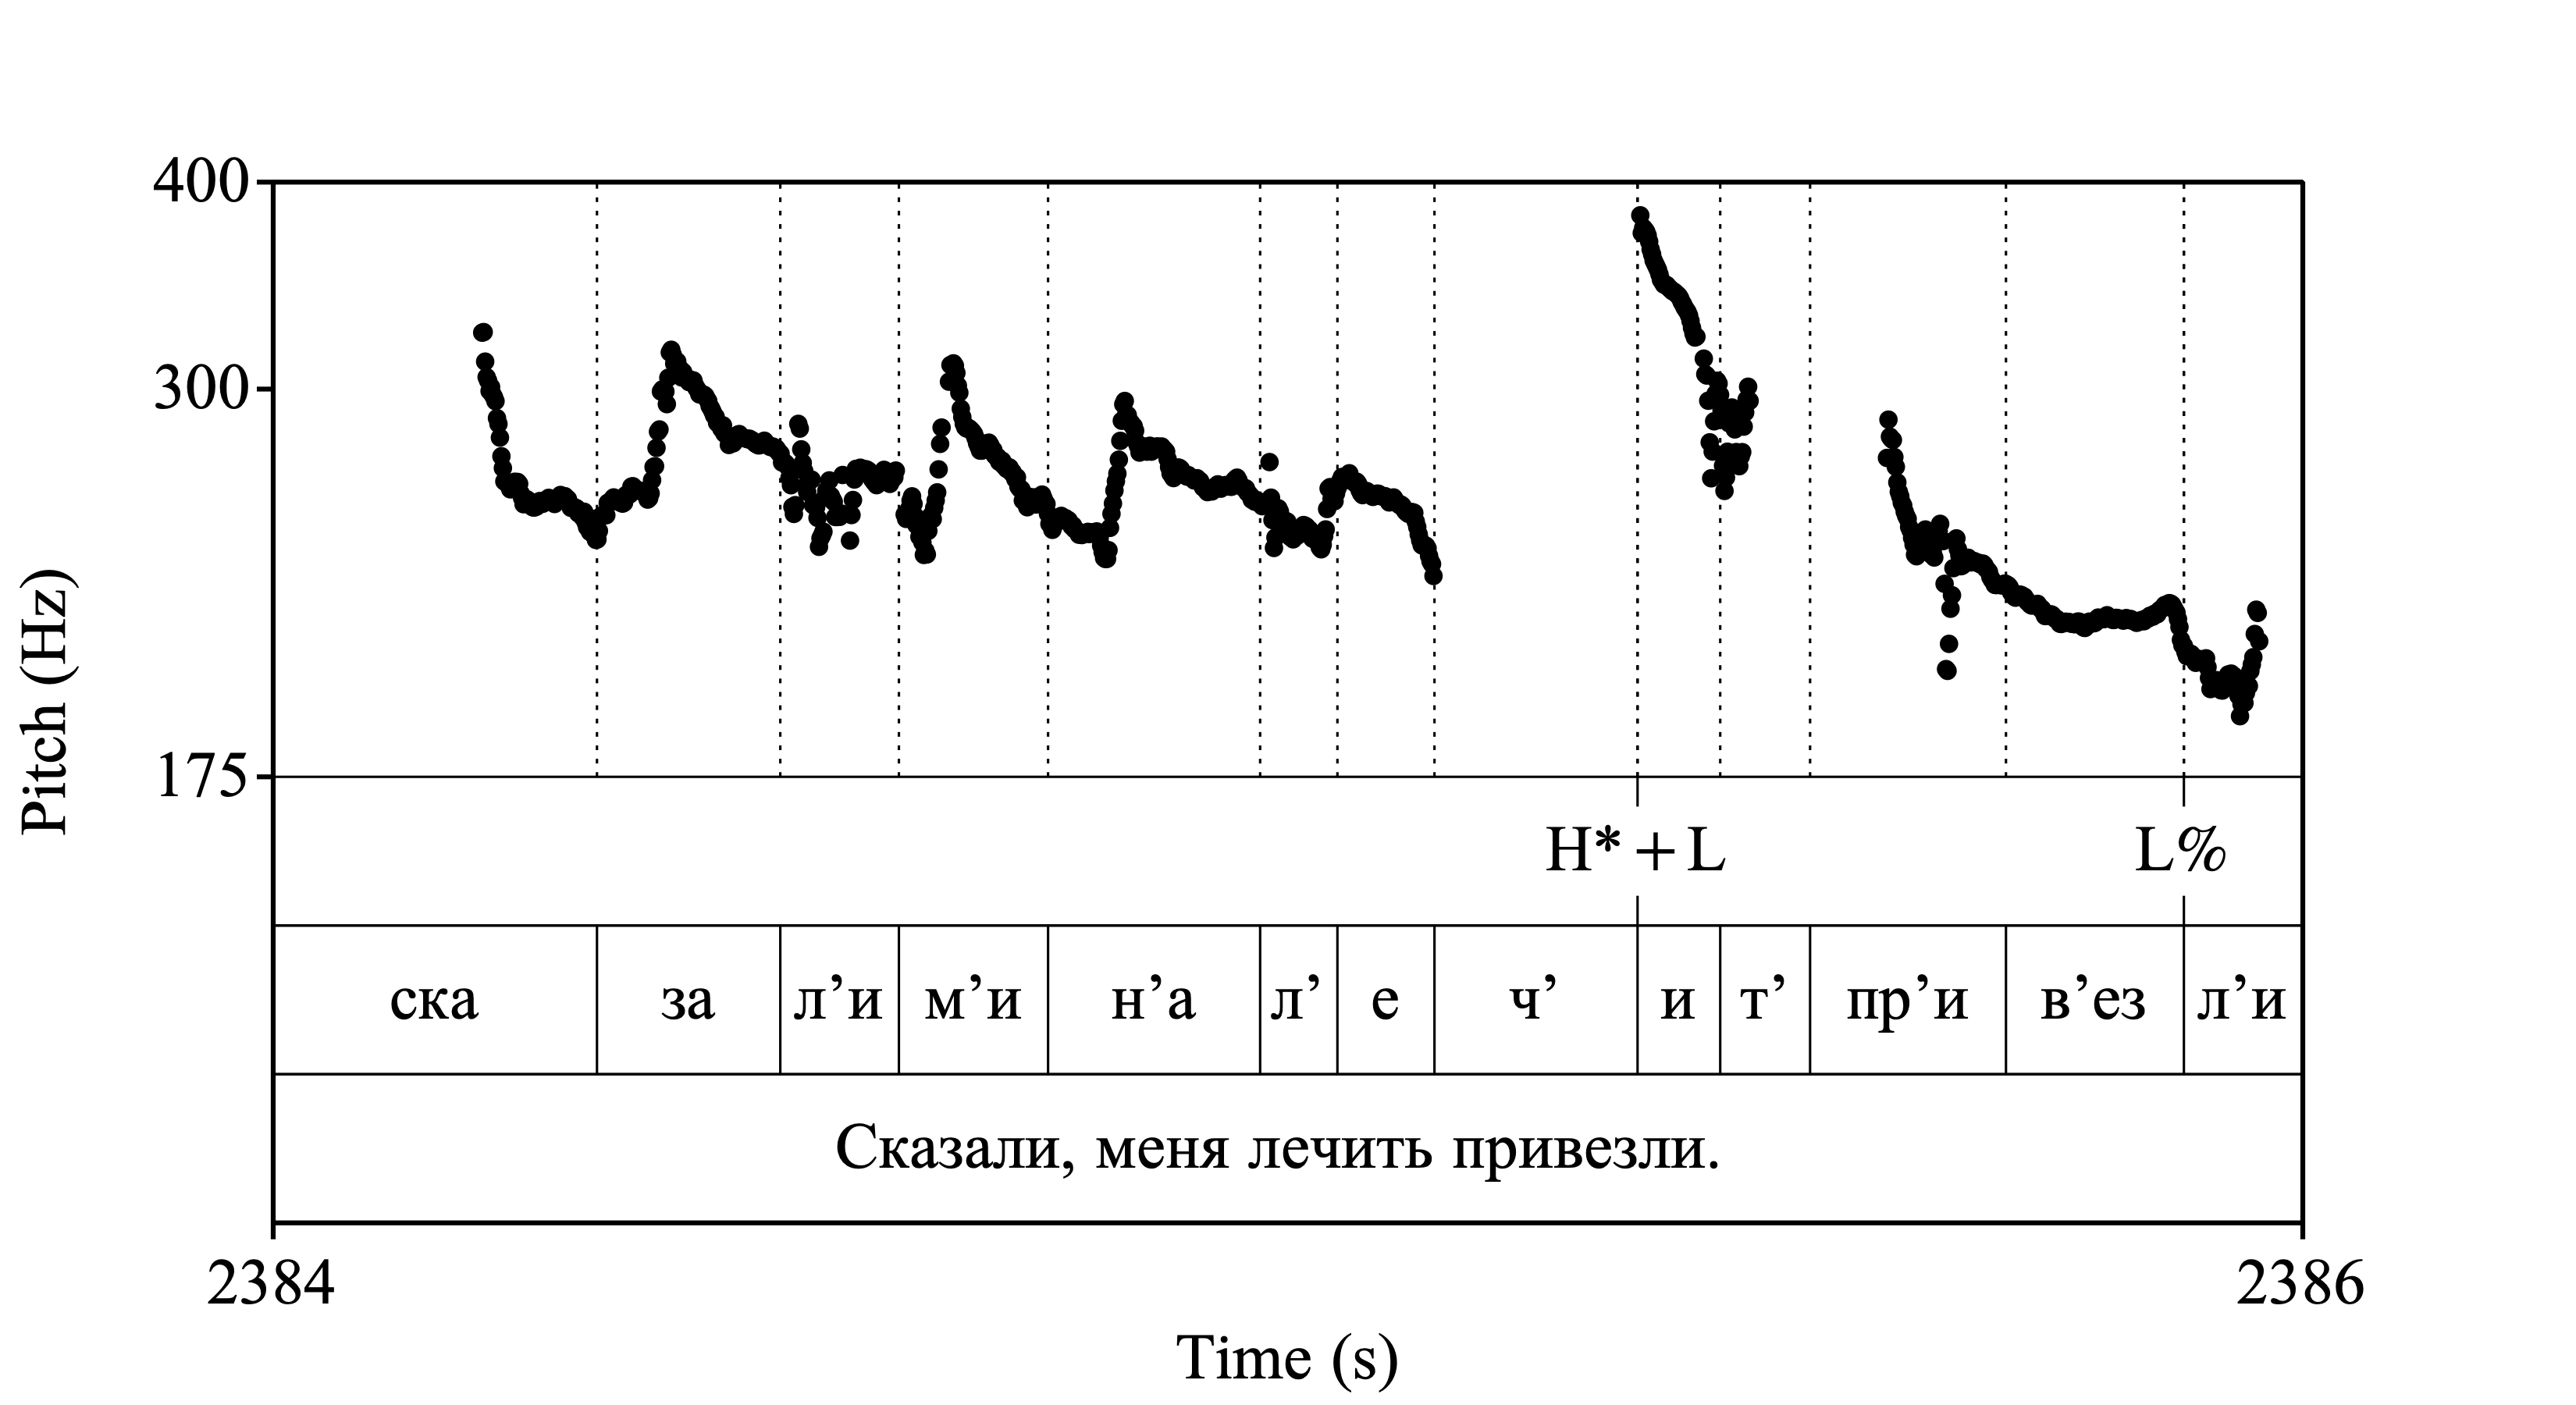 400
300
175
Pitch (Hz)
H*+L L%
ска за л’и м’и н’а л’ е ч’ и т’ пр’и в’ез л’и
Сказали, меня лечить привезли.
2384 2386
Time (s)